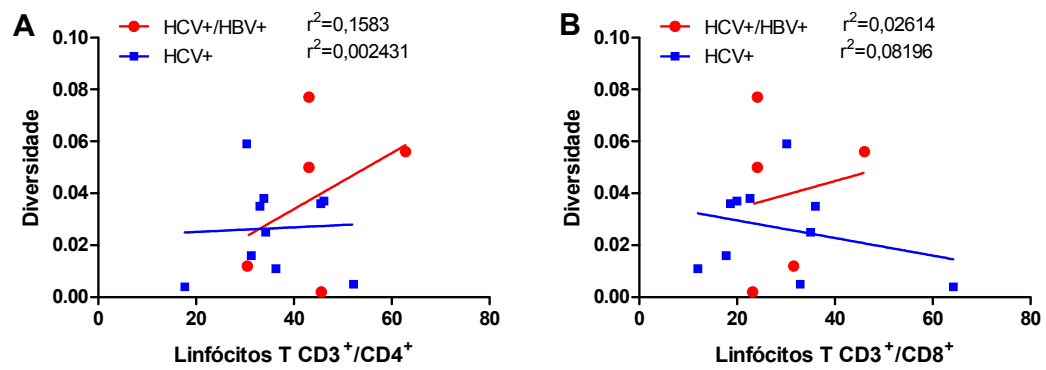 A
HCV+/HBV+ r²=0,1583
HCV+ r²=0,002431
0.10
0.08
0.06
0.04
0.02
0.00
Diversidade
0 20 40 60 80
Linfócitos T CD3⁺/CD4⁺
B
HCV+/HBV+ r²=0,02614
HCV+ r²=0,08196
0.10
0.08
0.06
0.04
0.02
0.00
Diversidade
0 20 40 60 80
Linfócitos T CD3⁺/CD8⁺